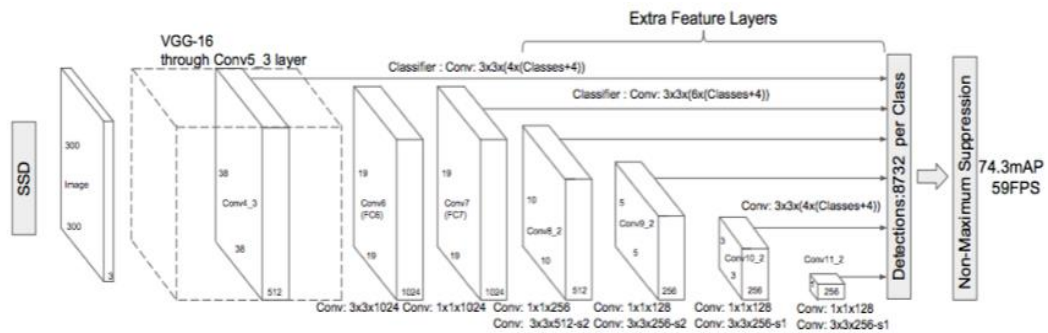 Extra Feature Layers
VGG-16
through Conv5_3 layer
Classifier : Conv: 3x3x(4x(Classes+4))
Classifier : Conv: 3x3x(6x(Classes+4))
SSD
300
Image
300
3
38
Conv4_3
38
512
19
Conv6
(FC6)
19
1024
19
Conv7
(FC7)
19
1024
10
Conv8_2
10
512
5
Conv9_2
5
256
Conv: 3x3x(4x(Classes+4))
3
Conv10_2
3
256
Conv11_2
256
Detections:8732 per Class
Non-Maximum Suppression
74.3mAP
59FPS
Conv: 3x3x1024
Conv: 1x1x1024
Conv: 1x1x256
Conv: 3x3x512-s2
Conv: 1x1x128
Conv: 3x3x256-s2
Conv: 1x1x128
Conv: 3x3x256-s1
Conv: 1x1x128
Conv: 3x3x256-s1